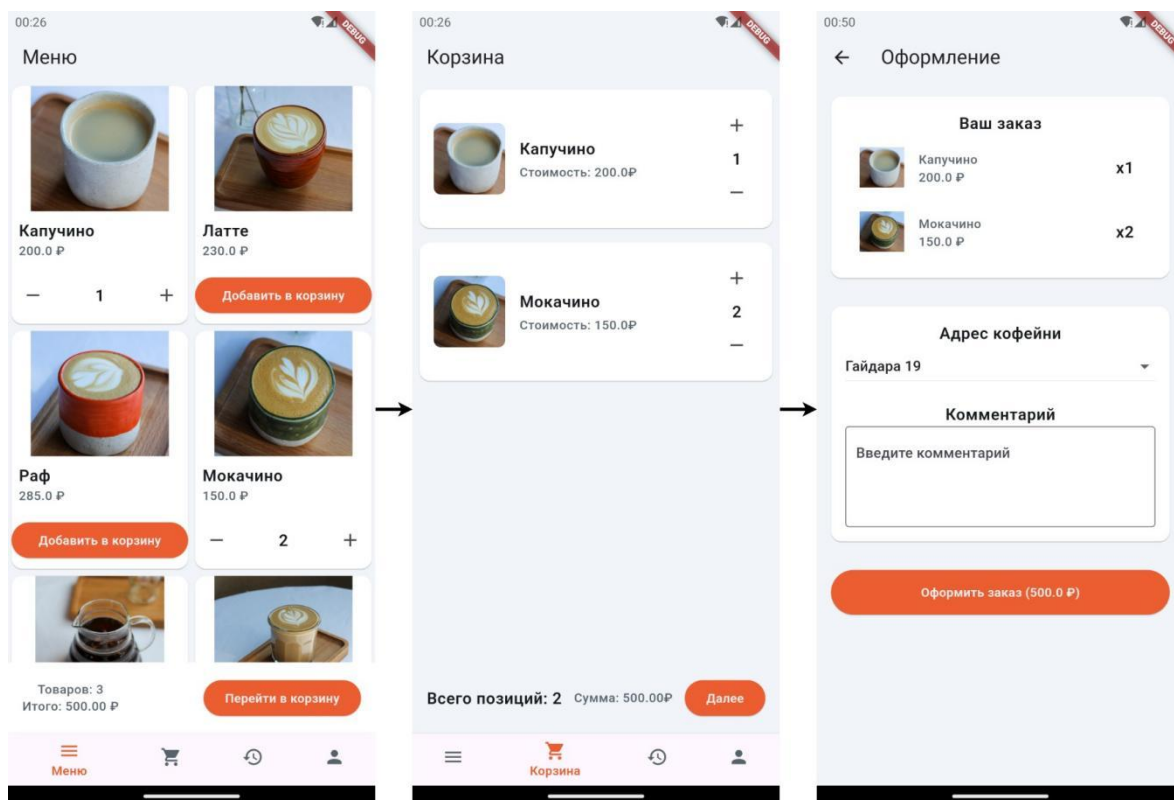 00:26
DEBUG
Меню
Капучино
200.0 ₽
1
Латте
230.0 ₽
Добавить в корзину
Раф
285.0 ₽
Добавить в корзину
Мокачино
150.0 ₽
2
Товаров: 3
Итого: 500.00 ₽
Перейти в корзину
Меню
00:26
DEBUG
Корзина
Капучино
Стоимость: 200.0₽
1
Мокачино
Стоимость: 150.0₽
2
Всего позиций: 2 Сумма: 500.00₽
Далее
Корзина
00:50
DEBUG
Оформление
Ваш заказ
Капучино
200.0 ₽
x1
Мокачино
150.0 ₽
x2
Адрес кофейни
Гайдара 19
Комментарий
Введите комментарий
Оформить заказ (500.0 ₽)